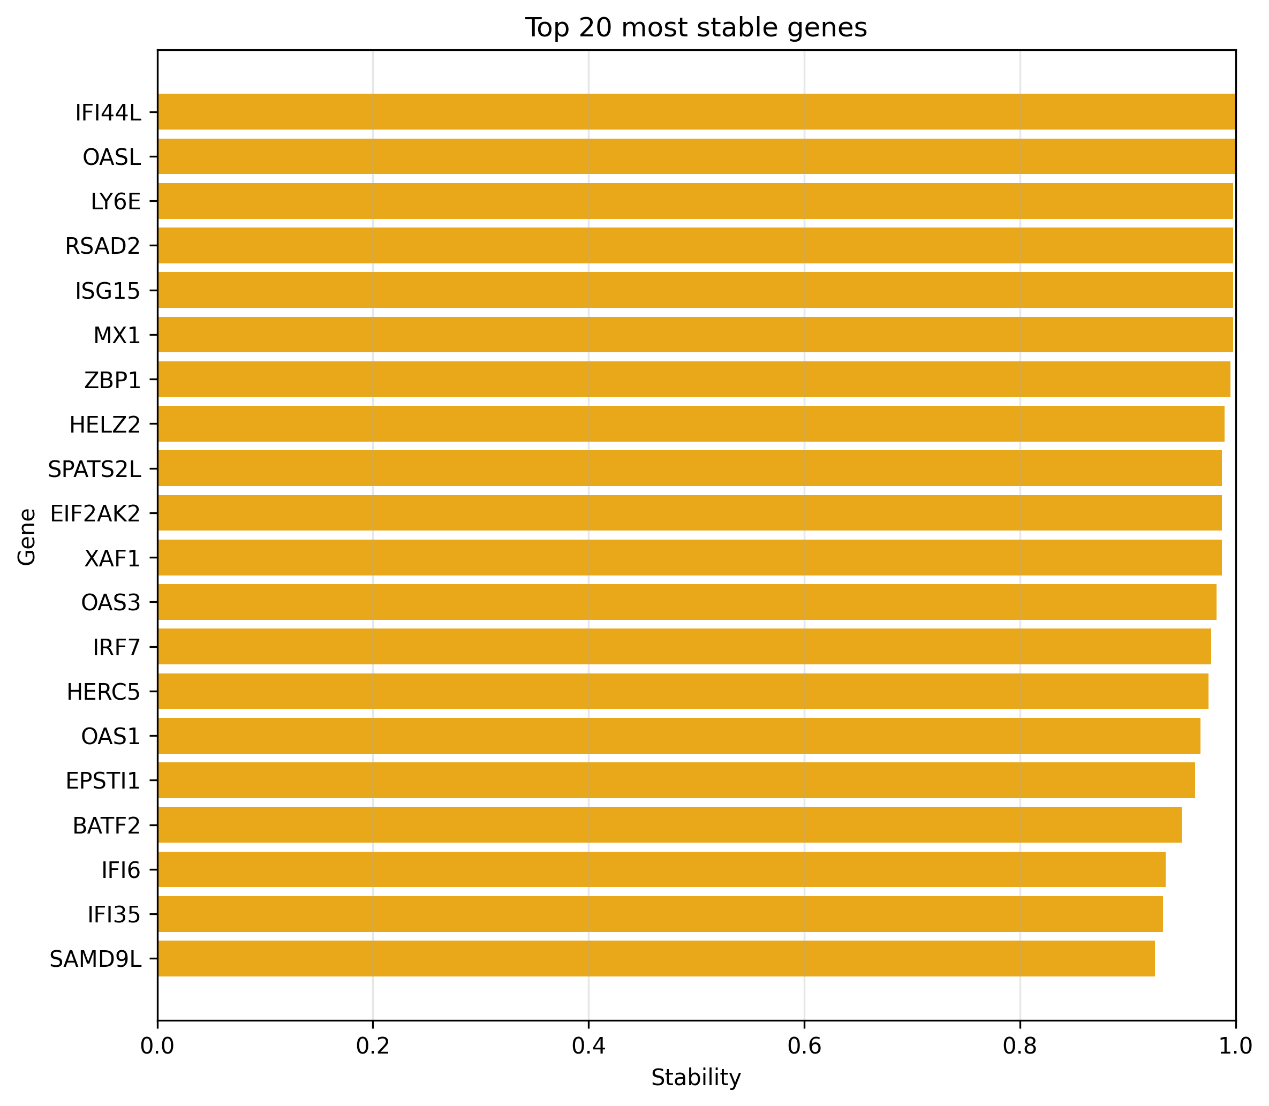 Top 20 most stable genes
Gene
IFI44L
OASL
LY6E
RSAD2
ISG15
MX1
ZBP1
HELZ2
SPATS2L
EIF2AK2
XAF1
OAS3
IRF7
HERC5
OAS1
EPSTI1
BATF2
IFI6
IFI35
SAMD9L
0.0 0.2 0.4 0.6 0.8 1.0
Stability